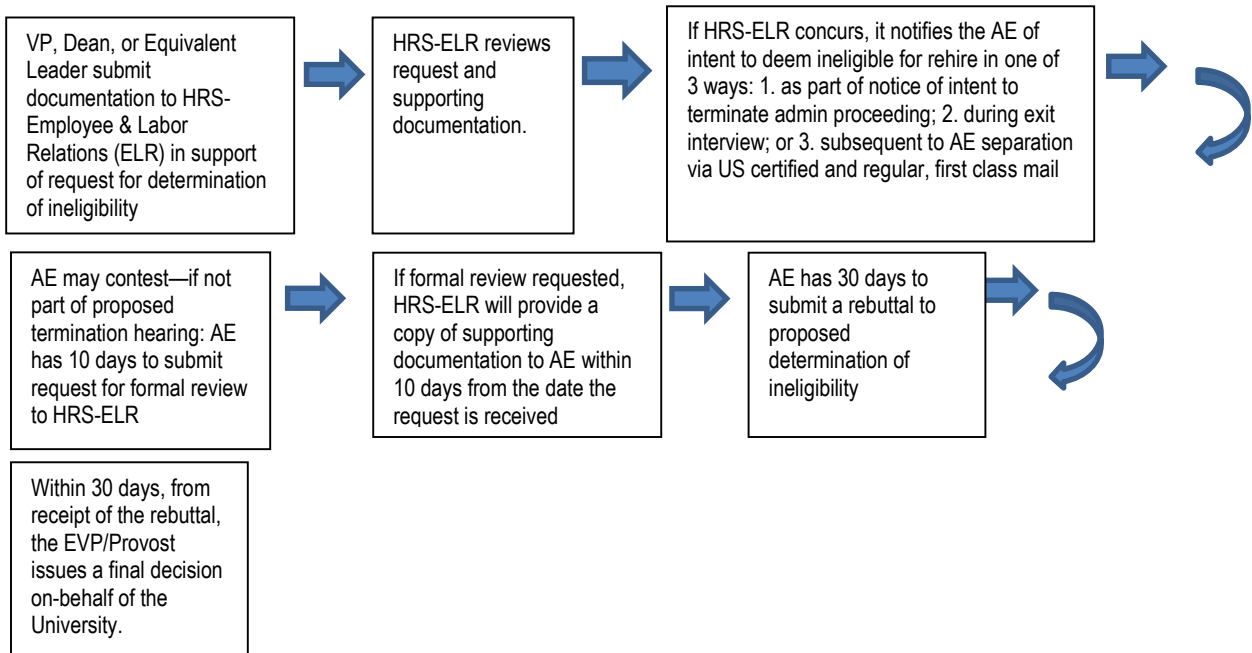 VP, Dean, or Equivalent
Leader submit
documentation to HRS-
Employee & Labor
Relations (ELR) in support
of request for determination
of ineligibility
HRS-ELR reviews
request and
supporting
documentation.
If HRS-ELR concurs, it notifies the AE of
intent to deem ineligible for rehire in one of
3 ways: 1. as part of notice of intent to
terminate admin proceeding; 2. during exit
interview; or 3. subsequent to AE separation
via US certified and regular, first class mail
AE may contest—if not
part of proposed
termination hearing: AE
has 10 days to submit
request for formal review
to HRS-ELR
If formal review requested,
HRS-ELR will provide a
copy of supporting
documentation to AE within
10 days from the date the
request is received
AE has 30 days to
submit a rebuttal to
proposed
determination of
ineligibility
Within 30 days, from
receipt of the rebuttal,
the EVP/Provost
issues a final decision
on-behalf of the
University.